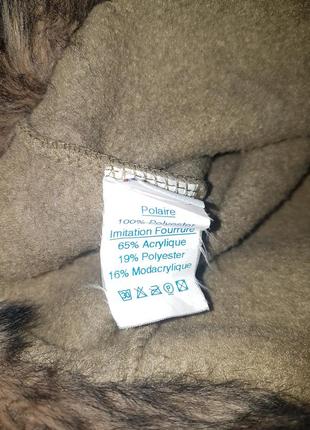 Polaire
100% Polyester
Imitation Fourrure
65% Acrylique
19% Polyester
16% Modacrylique